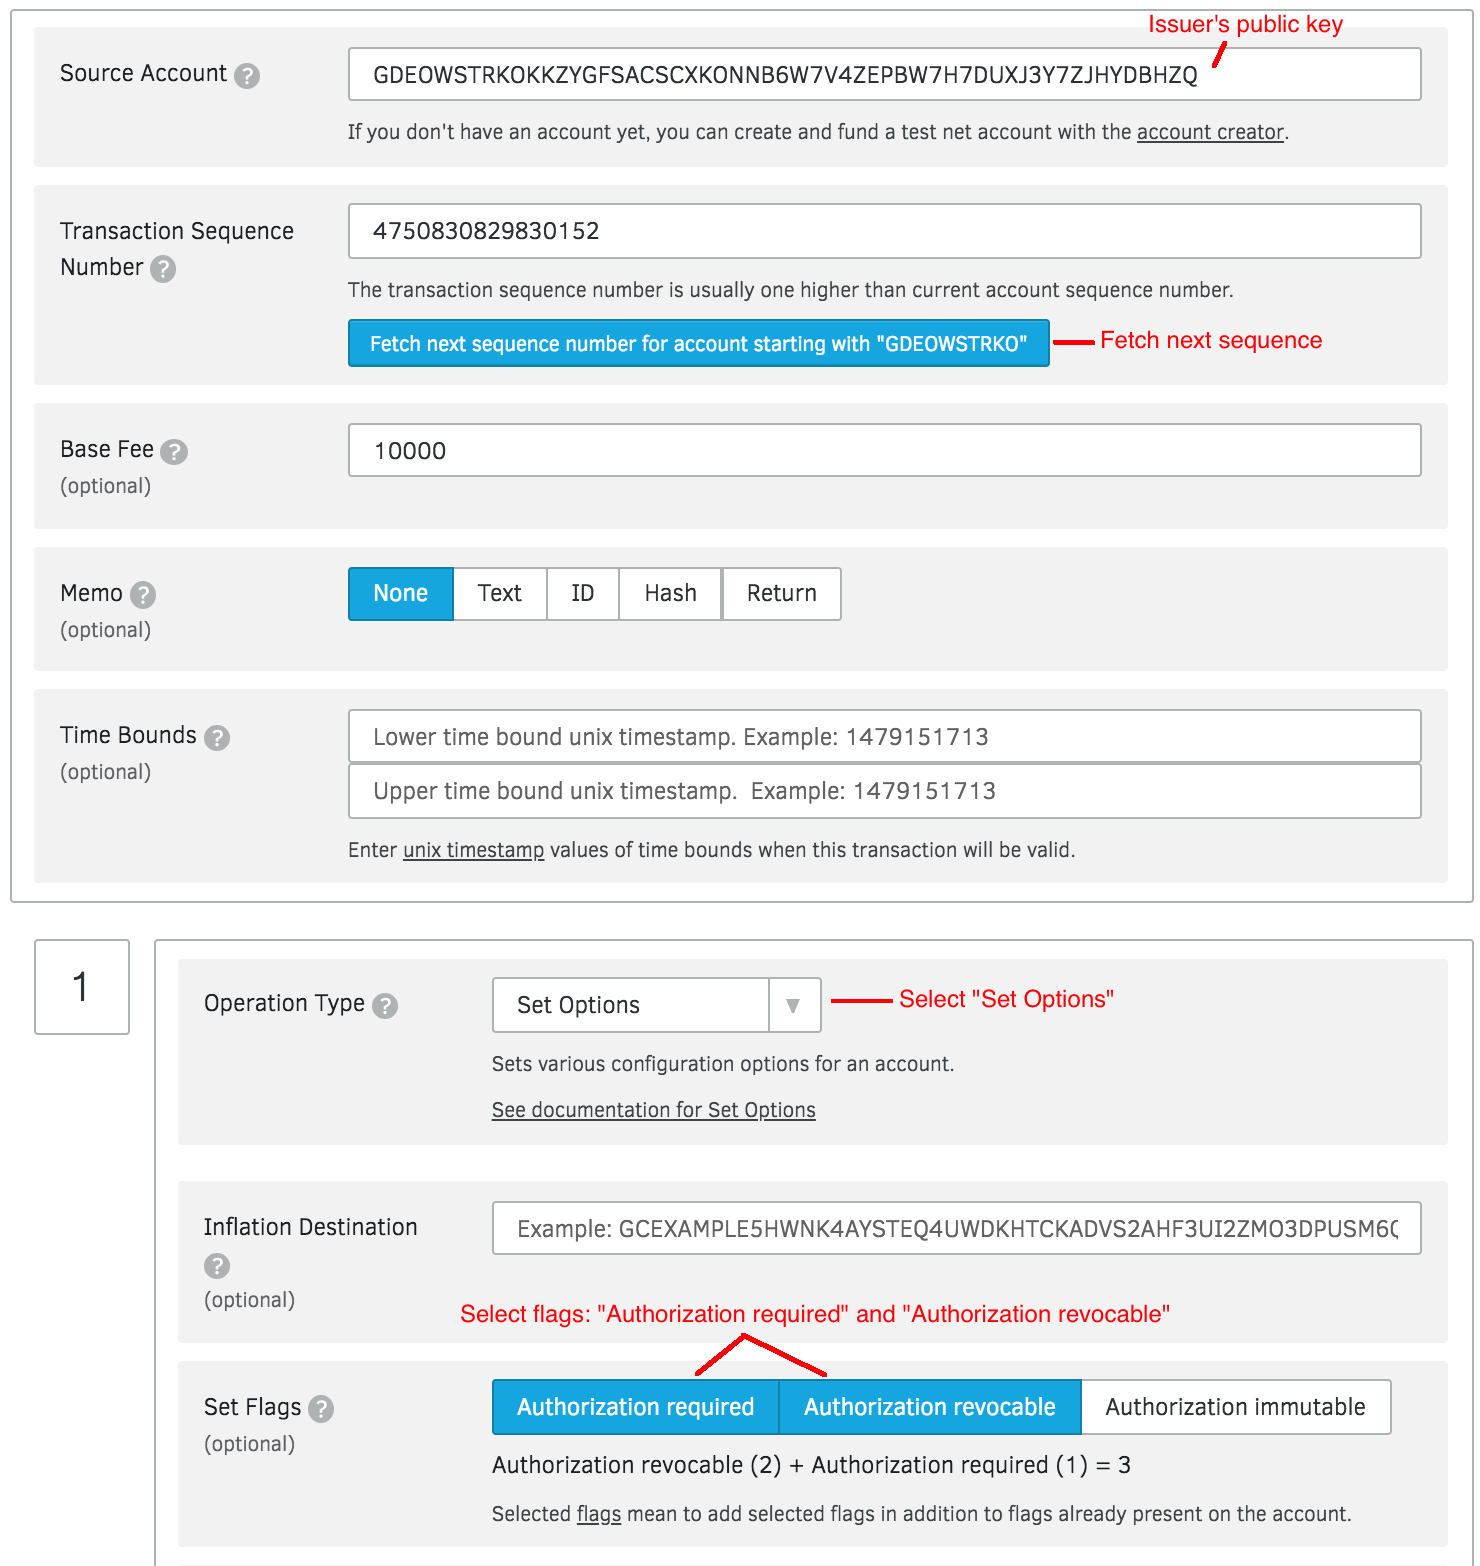 Issuer's public key
Source Account ?
GDEOWSTRKOKKZYGFSACSCXKONNB6W7V4ZEPBW7H7DUXJ3Y7ZJHYDBHZQ
If you don't have an account yet, you can create and fund a test net account with the account creator.
Transaction Sequence
Number ?
4750830829830152
The transaction sequence number is usually one higher than current account sequence number.
Fetch next sequence number for account starting with "GDEOWSTRKO"
Fetch next sequence
Base Fee ?
(optional)
10000
Memo ?
(optional)
None Text ID Hash Return
Time Bounds ?
(optional)
Lower time bound unix timestamp. Example: 1479151713
Upper time bound unix timestamp. Example: 1479151713
Enter unix timestamp values of time bounds when this transaction will be valid.
1
Operation Type ?
Set Options ▼
Select "Set Options"
Sets various configuration options for an account.
See documentation for Set Options
Inflation Destination
?
(optional)
Example: GCEXAMPLE5HWNK4AYSTEQ4UWDKHTCKADVS2AHF3UI2ZMO3DPUSM6Q
Select flags: "Authorization required" and "Authorization revocable"
Set Flags ?
(optional)
Authorization required Authorization revocable Authorization immutable
Authorization revocable (2) + Authorization required (1) = 3
Selected flags mean to add selected flags in addition to flags already present on the account.